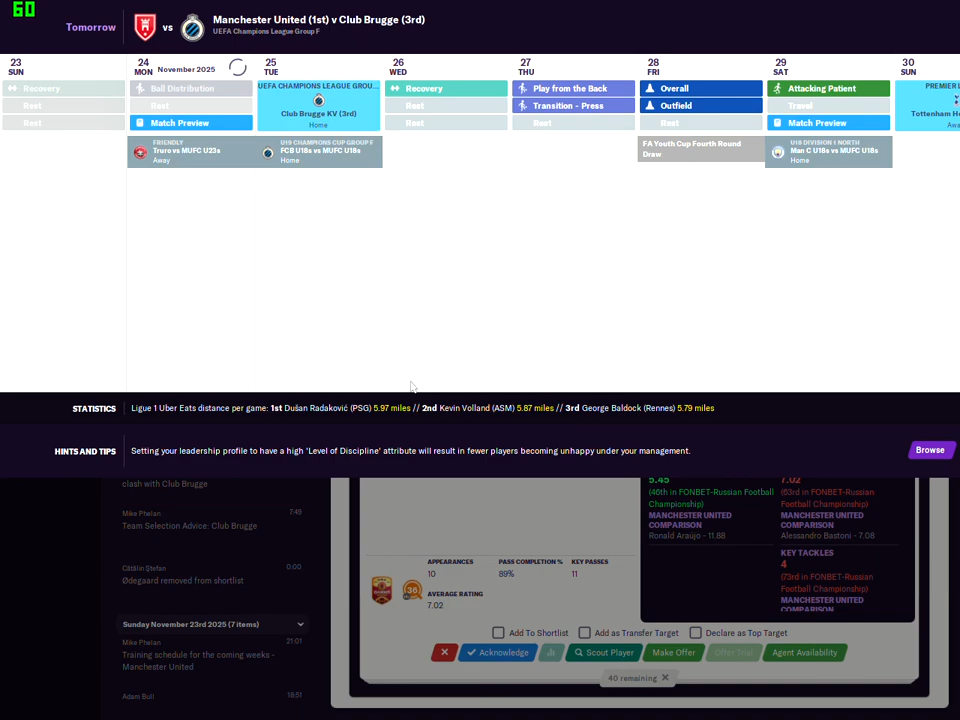 60
Tomorrow
vs
Manchester United (1st) v Club Brugge (3rd)
UEFA Champions League Group F
23
SUN
24
MON November 2025
25
TUE
26
WED
27
THU
28
FRI
29
SAT
30
SUN
Recovery
Rest
Rest
Ball Distribution
Rest
Match Preview
UEFA CHAMPIONS LEAGUE GROU...
Club Brugge KV (3rd)
Home
Recovery
Rest
Rest
Play from the Back
Transition - Press
Rest
Overall
Outfield
Rest
Attacking Patient
Travel
Match Preview
PREMIER L
Tottenham Ho
Awa
FRIENDLY
Truro vs MUFC U23s
Away
U19 CHAMPIONS CUP GROUP F
FCB U18s vs MUFC U18s
Home
FA Youth Cup Fourth Round
Draw
U18 DIVISION 1 NORTH
Man C U18s vs MUFC U18s
Home
STATISTICS
Ligue 1 Uber Eats distance per game: 1st Dušan Radaković (PSG) 5.97 miles // 2nd Kevin Volland (ASM) 5.87 miles // 3rd George Baldock (Rennes) 5.79 miles
HINTS AND TIPS
Setting your leadership profile to have a high 'Level of Discipline' attribute will result in fewer players becoming unhappy under your management.
Browse
clash with Club Brugge
Mike Phelan 7:49
Team Selection Advice: Club Brugge
Cătălin Ștefan 0:00
Ødegaard removed from shortlist
Sunday November 23rd 2025 (7 items)
Mike Phelan 21:01
Training schedule for the coming weeks -
Manchester United
Adam Bull 18:51
APPEARANCES
10
PASS COMPLETION %
89%
KEY PASSES
11
AVERAGE RATING
7.02
36
5.45
(46th in FONBET-Russian Football
Championship)
MANCHESTER UNITED
COMPARISON
Ronald Araújo - 11.88
7.02
(63rd in FONBET-Russian
Football Championship)
MANCHESTER UNITED
COMPARISON
Alessandro Bastoni - 7.08
KEY TACKLES
4
(73rd in FONBET-Russian
Football Championship)
MANCHESTER UNITED
COMPARISON
Add To Shortlist
Add as Transfer Target
Declare as Top Target
Acknowledge
Scout Player
Make Offer
Offer Trial
Agent Availability
40 remaining